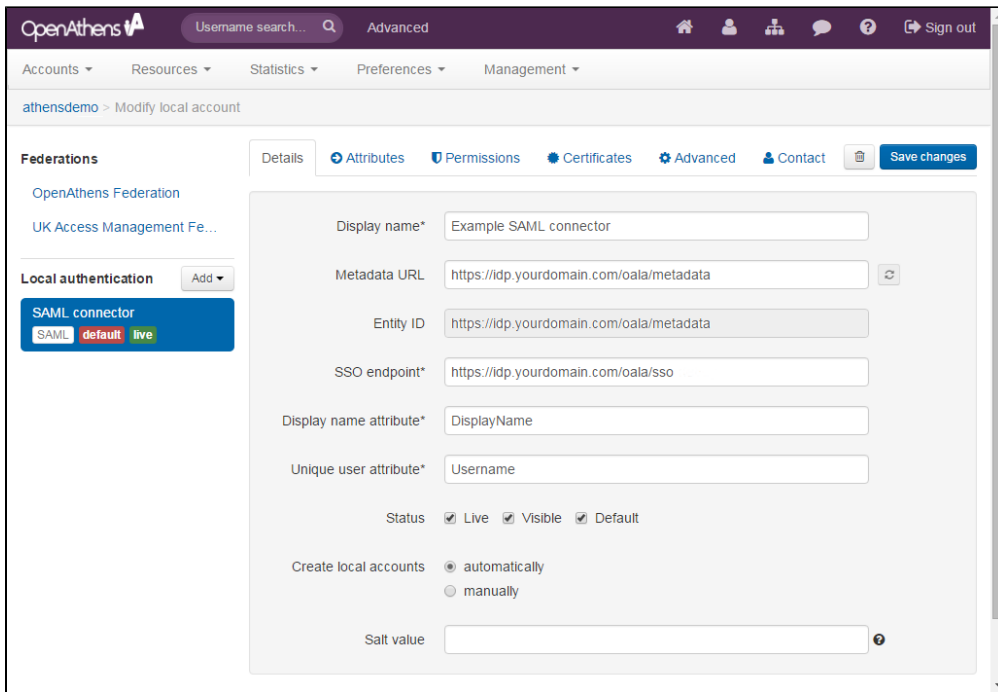 OpenAthens
Username search...
Advanced
Sign out
Accounts
Resources
Statistics
Preferences
Management
athensdemo > Modify local account
Federations
OpenAthens Federation
UK Access Management Fe...
Local authentication
Add
SAML connector
SAML default live
Details
Attributes
Permissions
Certificates
Advanced
Contact
Save changes
Display name* Example SAML connector
Metadata URL https://idp.yourdomain.com/oala/metadata
Entity ID https://idp.yourdomain.com/oala/metadata
SSO endpoint* https://idp.yourdomain.com/oala/sso
Display name attribute* DisplayName
Unique user attribute* Username
Status Live Visible Default
Create local accounts automatically
manually
Salt value